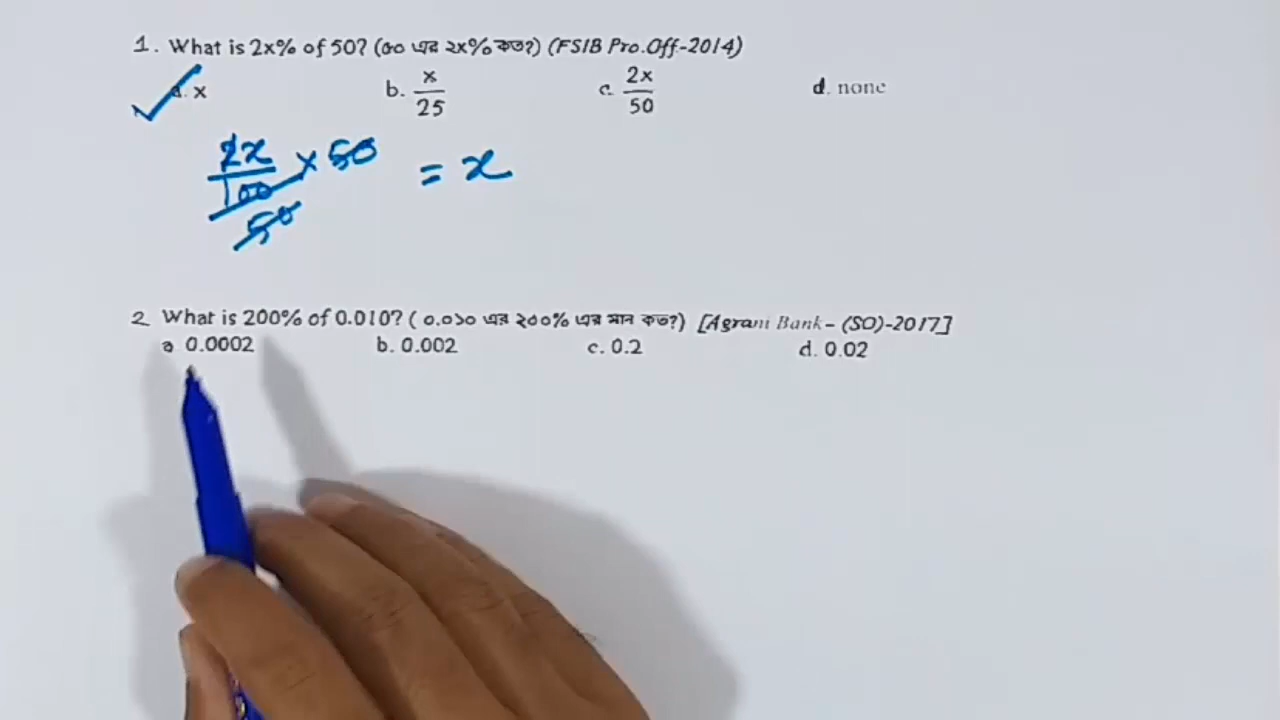 1. What is 2x% of 50? (৫০ এর ২x% কত?) (FSIB Pro.Off-2014)
a. x b. x/25 c. 2x/50 d. none
2x/100 × 50 = x
50
2 What is 200% of 0.010? ( ০.০১০ এর ২০০% এর মান কত?) [Agrani Bank- (SO)-2017]
a 0.0002 b. 0.002 c. 0.2 d. 0.02